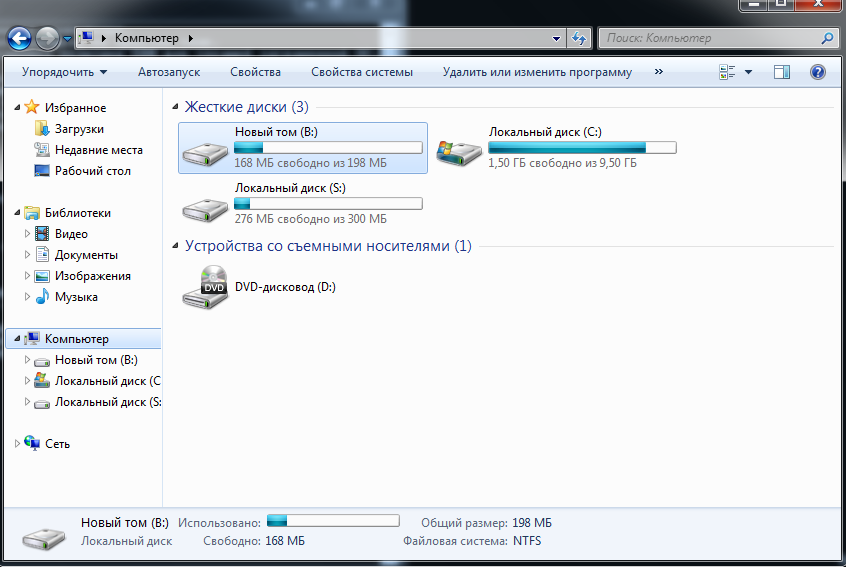 Компьютер
Поиск: Компьютер
Упорядочить Автозапуск Свойства Свойства системы Удалить или изменить программу »
Избранное
Загрузки
Недавние места
Рабочий стол
Библиотеки
Видео
Документы
Изображения
Музыка
Компьютер
Новый том (B:)
Локальный диск (C
Локальный диск (S:
Сеть
Жесткие диски (3)
Новый том (B:)
168 МБ свободно из 198 МБ
Локальный диск (C:)
1,50 ГБ свободно из 9,50 ГБ
Локальный диск (S:)
276 МБ свободно из 300 МБ
Устройства со съемными носителями (1)
DVD
DVD-дисковод (D:)
Новый том (B:) Использовано: Общий размер: 198 МБ
Локальный диск Свободно: 168 МБ Файловая система: NTFS